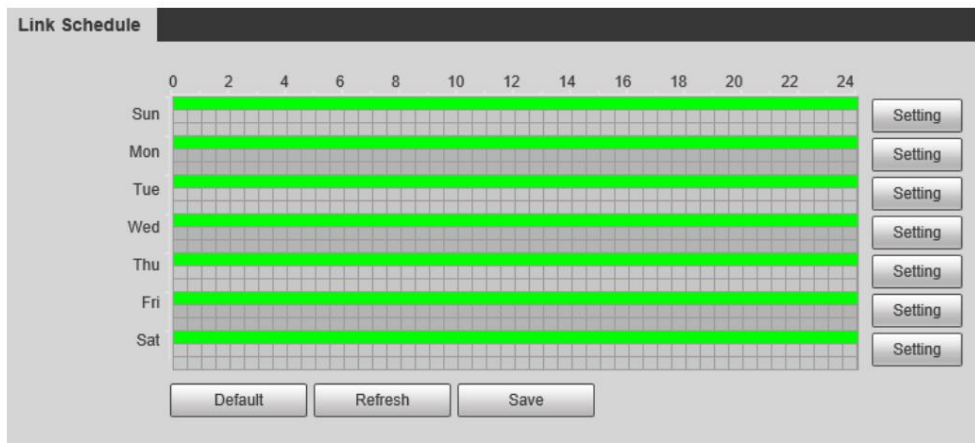 Link Schedule
0 2 4 6 8 10 12 14 16 18 20 22 24
Sun Setting
Mon Setting
Tue Setting
Wed Setting
Thu Setting
Fri Setting
Sat Setting
Default Refresh Save